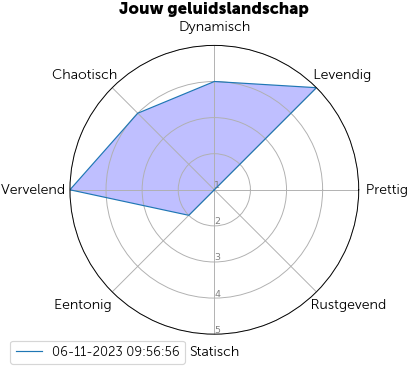 Jouw geluidslandschap
Dynamisch
Chaotisch
Levendig
Vervelend
1
Prettig
2
3
4
Eentonig
Rustgevend
5
06-11-2023 09:56:56
Statisch